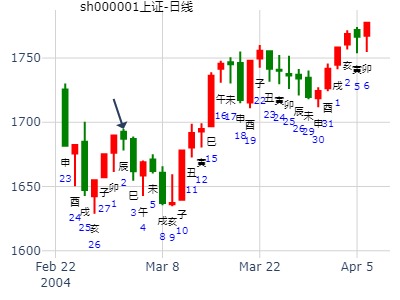 sh000001上证-日线
1750
1700
1650
1600
申
23
酉
24
戌
25
亥
26
子
27
卯
1
辰
2
巳
3
午
4
未
5
戌
8
亥
9
子
10
丑
11
寅
12
巳
15
午
16
未
17
申
18
酉
19
子
22
丑
23
寅
24
卯
25
辰
26
未
29
申
30
酉
31
戌
1
亥
2
寅
5
卯
6
Feb 22
2004
Mar 8
Mar 22
Apr 5